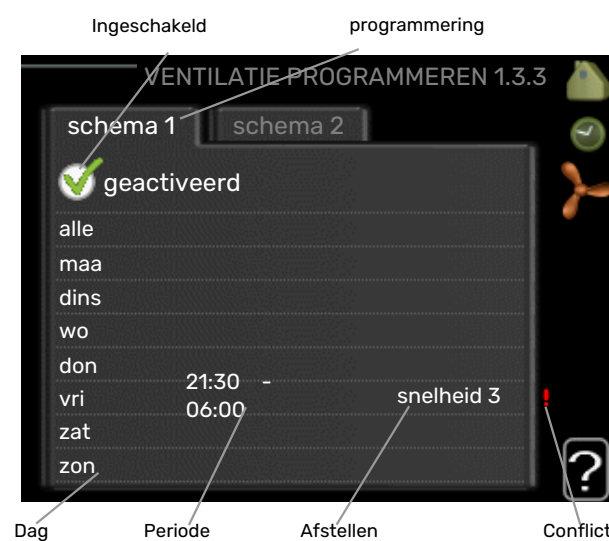 Ingeschakeld
programmering
VENTILATIE PROGRAMMEREN 1.3.3
schema 1
schema 2
geactiveerd
alle
maa
dins
wo
don
vri
21:30 -
06:00
snelheid 3
!
zat
zon
?
Dag
Periode
Afstellen
Conflict